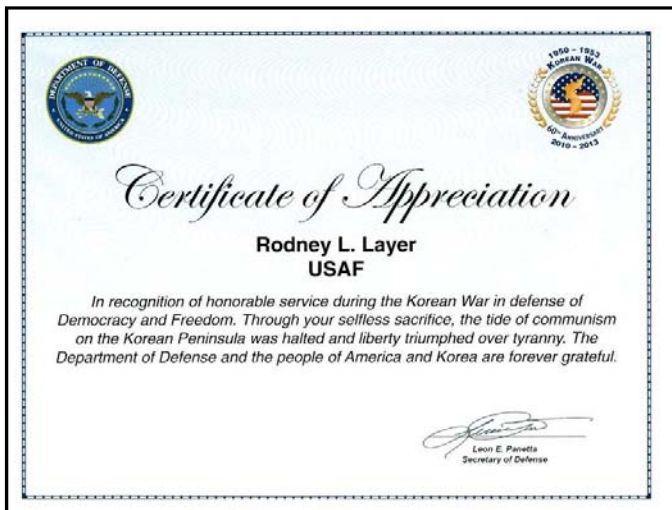 DEPARTMENT OF DEFENSE
UNITED STATES OF AMERICA
1950 - 1953
KOREAN WAR
60th ANNIVERSARY
2010 - 2013
Certificate of Appreciation
Rodney L. Layer
USAF
In recognition of honorable service during the Korean War in defense of
Democracy and Freedom. Through your selfless sacrifice, the tide of communism
on the Korean Peninsula was halted and liberty triumphed over tyranny. The
Department of Defense and the people of America and Korea are forever grateful.
Leon E. Panetta
Secretary of Defense